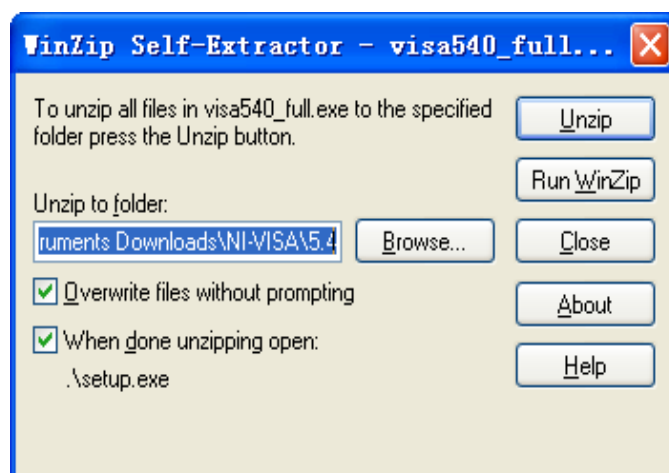 WinZip Self-Extractor - visa540_full...
To unzip all files in visa540_full.exe to the specified
folder press the Unzip button.
Unzip to folder:
ruments Downloads\NI-VISA\5.4
Browse...
Overwrite files without prompting
When done unzipping open:
.\setup.exe
Unzip
Run WinZip
Close
About
Help